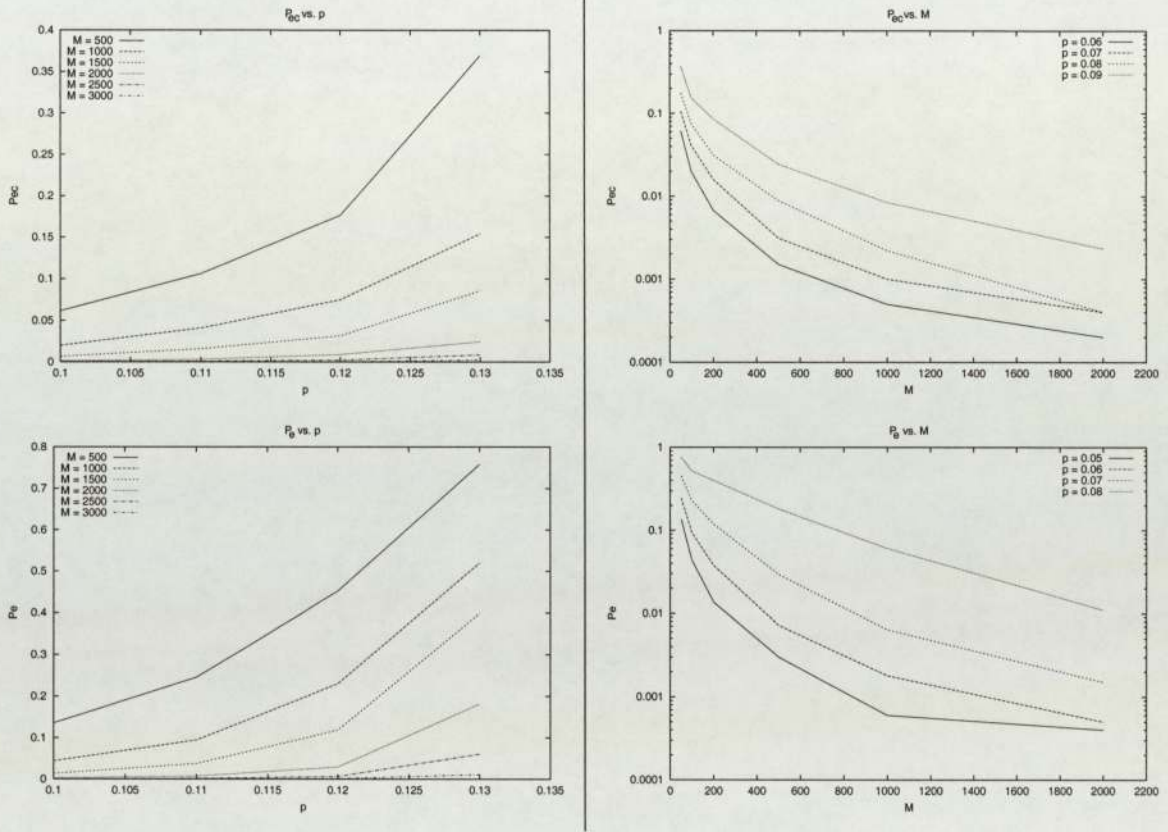 Pec vs. p
0.4
0.35
0.3
0.25
0.2
0.15
0.1
0.05
0
Pec
M = 500
M = 1000
M = 1500
M = 2000
M = 2500
M = 3000
0.1 0.105 0.11 0.115 0.12 0.125 0.13 0.135
p
Pec vs. M
1
0.1
0.01
0.001
0.0001
Pec
p = 0.06
p = 0.07
p = 0.08
p = 0.09
0 200 400 600 800 1000 1200 1400 1600 1800 2000 2200
M
Pe vs. p
0.8
0.7
0.6
0.5
0.4
0.3
0.2
0.1
0
Pe
M = 500
M = 1000
M = 1500
M = 2000
M = 2500
M = 3000
0.1 0.105 0.11 0.115 0.12 0.125 0.13 0.135
p
Pe vs. M
1
0.1
0.01
0.001
0.0001
Pe
p = 0.05
p = 0.06
p = 0.07
p = 0.08
0 200 400 600 800 1000 1200 1400 1600 1800 2000 2200
M